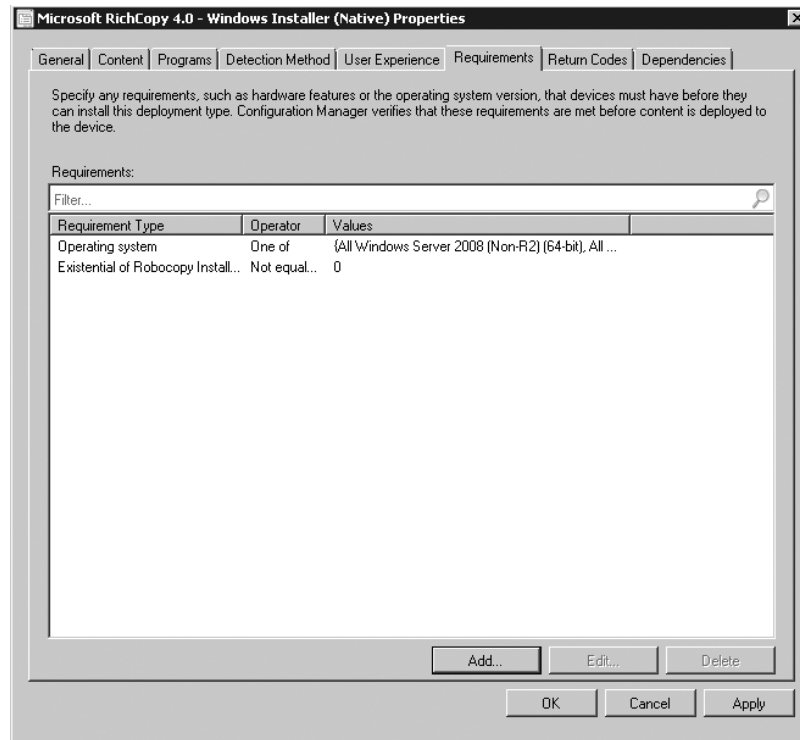 Microsoft RichCopy 4.0 - Windows Installer (Native) Properties
General Content Programs Detection Method User Experience Requirements Return Codes Dependencies
Specify any requirements, such as hardware features or the operating system version, that devices must have before they
can install this deployment type. Configuration Manager verifies that these requirements are met before content is deployed to
the device.
Requirements:
Filter...
Requirement Type Operator Values
Operating system One of {All Windows Server 2008 (Non-R2) (64-bit), All ...
Existential of Robocopy Install... Not equal... 0
Add... Edit... Delete
OK Cancel Apply